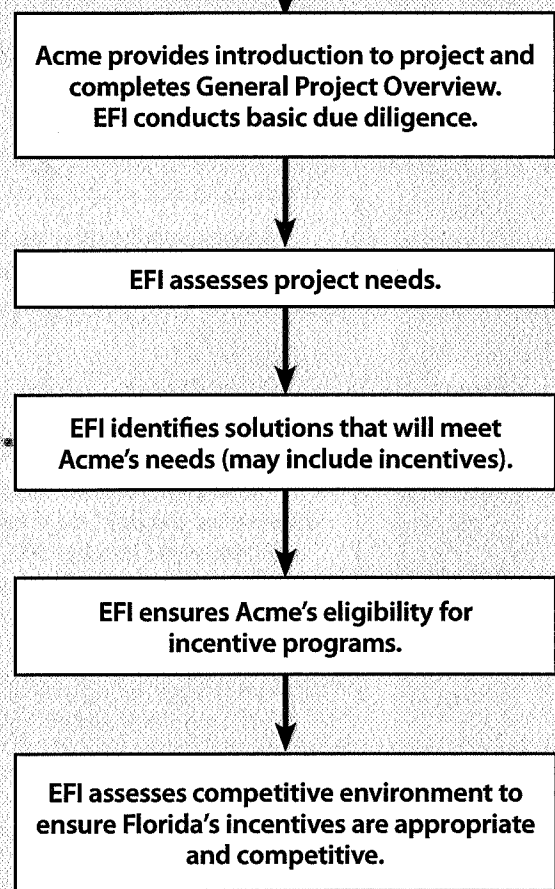 Acme provides introduction to project and
completes General Project Overview.
EFI conducts basic due diligence.
EFI assesses project needs.
EFI identifies solutions that will meet
Acme's needs (may include incentives).
EFI ensures Acme's eligibility for
incentive programs.
EFI assesses competitive environment to
ensure Florida's incentives are appropriate
and competitive.